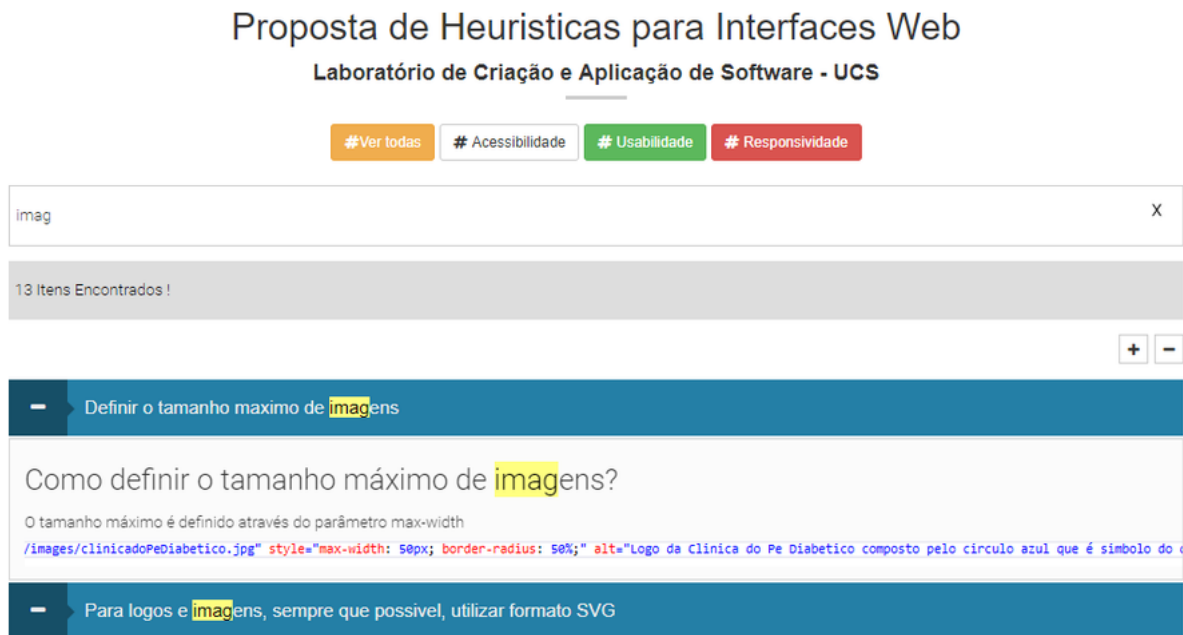 Proposta de Heuristicas para Interfaces Web
Laboratório de Criação e Aplicação de Software - UCS
#Ver todas # Acessibilidade # Usabilidade # Responsividade
imag X
13 Itens Encontrados !
+ −
− Definir o tamanho maximo de imagens
Como definir o tamanho máximo de imagens?
O tamanho máximo é definido através do parâmetro max-width
/images/clinicadoPeDiabetico.jpg" style="max-width: 50px; border-radius: 50%;" alt="Logo da Clinica do Pe Diabetico composto pelo circulo azul que é simbolo do
− Para logos e imagens, sempre que possivel, utilizar formato SVG